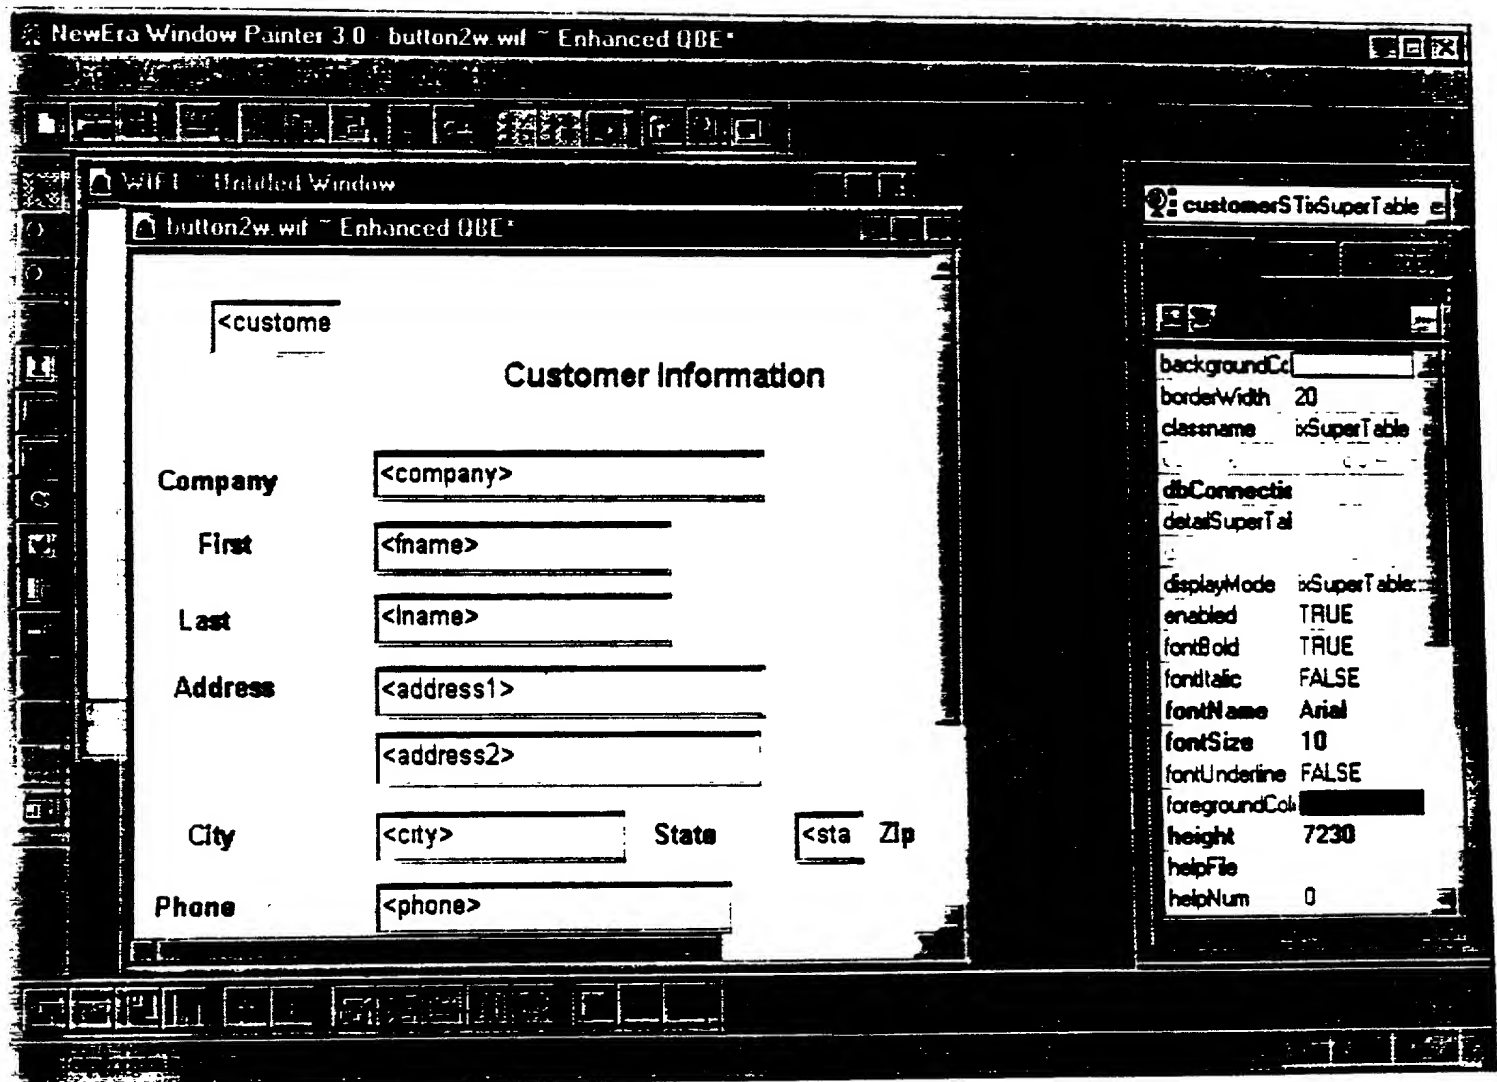 NewEra Window Painter 3.0 - button2w.wif ~ Enhanced QBE*
WIF1 ~ Untitled Window
button2w.wif ~ Enhanced QBE*
<custome
Customer Information
Company <company>
First <fname>
Last <lname>
Address <address1>
<address2>
City <city> State <sta Zip
Phone <phone>
customerSTixSuperTable
backgroundCo
borderWidth 20
classname ixSuperTable
dbConnectio
detailSuperTal
displayMode ixSuperTable:
enabled TRUE
fontBold TRUE
fontItalic FALSE
fontName Arial
fontSize 10
fontUnderline FALSE
foregroundColo
height 7230
helpFile
helpNum 0